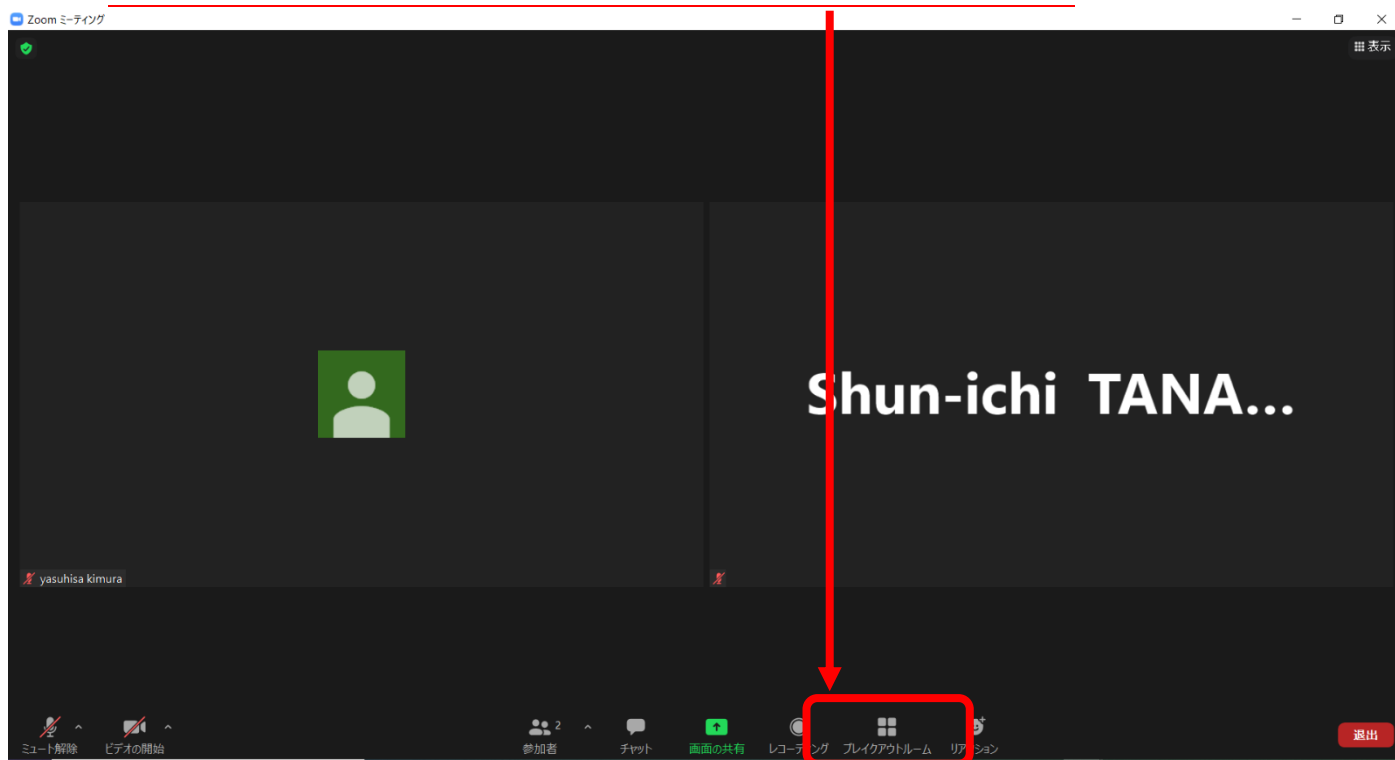 Zoom ミーティング
表示
Shun-ichi TANA...
yasuhisa kimura
2
ミュート解除 ビデオの開始 参加者 チャット 画面の共有 レコーディング ブレイクアウトルーム リアクション
退出